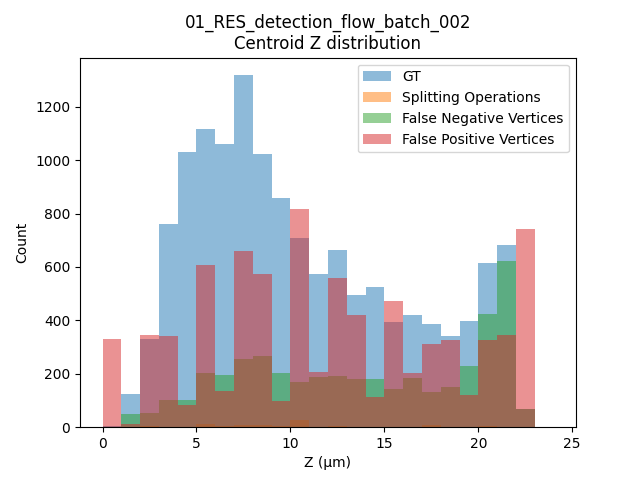 01_RES_detection_flow_batch_002
Centroid Z distribution
GT
Splitting Operations
False Negative Vertices
False Positive Vertices
Count
1200
1000
800
600
400
200
0
0 5 10 15 20 25
Z (µm)